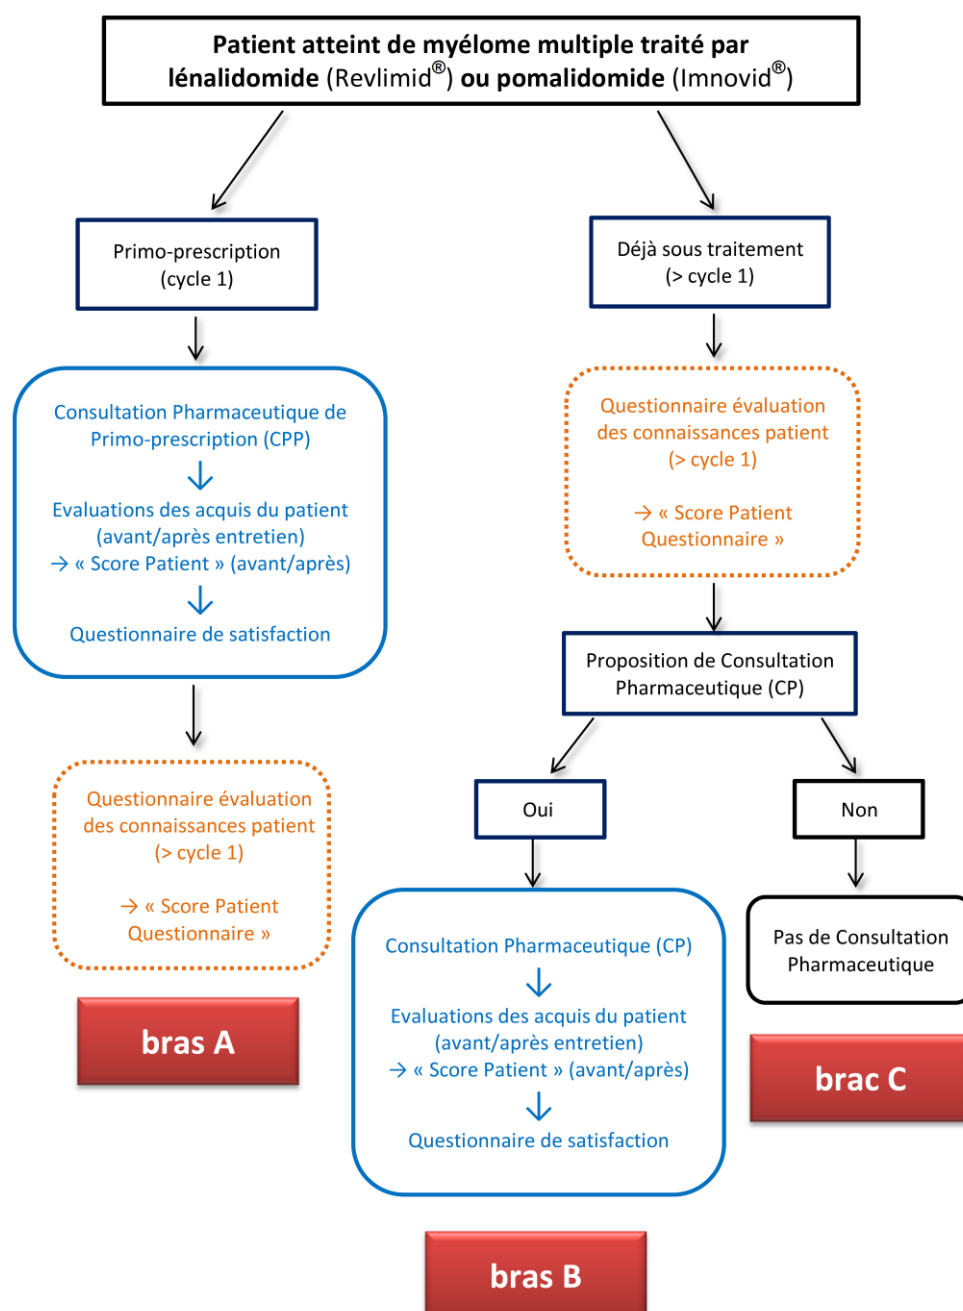 Patient atteint de myélome multiple traité par
lénalidomide (Revlimid®) ou pomalidomide (Imnovid®)
Primo-prescription
(cycle 1)
Déjà sous traitement
(> cycle 1)
Consultation Pharmaceutique de
Primo-prescription (CPP)
↓
Evaluations des acquis du patient
(avant/après entretien)
→ « Score Patient » (avant/après)
↓
Questionnaire de satisfaction
Questionnaire évaluation
des connaissances patient
(> cycle 1)
→ « Score Patient
Questionnaire »
Proposition de Consultation
Pharmaceutique (CP)
Questionnaire évaluation
des connaissances patient
(> cycle 1)
→ « Score Patient
Questionnaire »
bras A
Oui
Non
Consultation Pharmaceutique (CP)
↓
Evaluations des acquis du patient
(avant/après entretien)
→ « Score Patient » (avant/après)
↓
Questionnaire de satisfaction
bras B
Pas de Consultation
Pharmaceutique
brac C